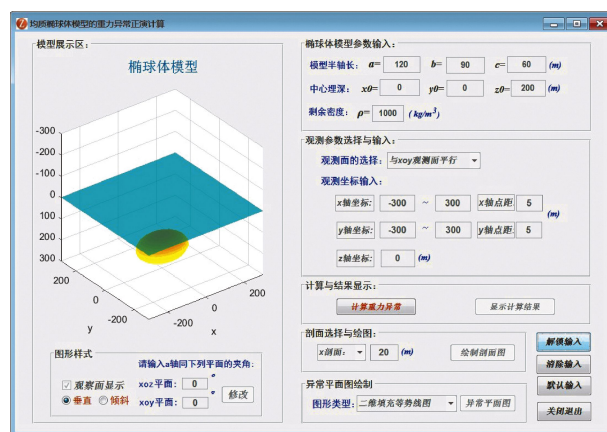 均质椭球体模型的重力异常正演计算
模型展示区:
椭球体模型
-300
-200
-100
0
100
200
300
200
0
-200
y
-200
0
200
x
图形样式
观察面显示
垂直 倾斜
请输入a轴同下列平面的夹角:
xoz平面: 0 °
xoy平面: 0 °
修改
椭球体模型参数输入:
模型半轴长: a= 120 b= 90 c= 60 (m)
中心埋深: x0= 0 y0= 0 z0= 200 (m)
剩余密度: ρ= 1000 (kg/m³)
观测参数选择与输入:
观测面的选择: 与xoy观测面平行
观测坐标输入:
x轴坐标: -300 ~ 300 x轴点距: 5
(m)
y轴坐标: -300 ~ 300 y轴点距: 5
z轴坐标: 0 (m)
计算与结果显示:
计算重力异常 显示计算结果
剖面选择与绘图:
x剖面: 20 (m) 绘制剖面图
异常平面图绘制
图形类型: 二维填充等势线图 异常平面图
解锁输入
清除输入
默认输入
关闭退出